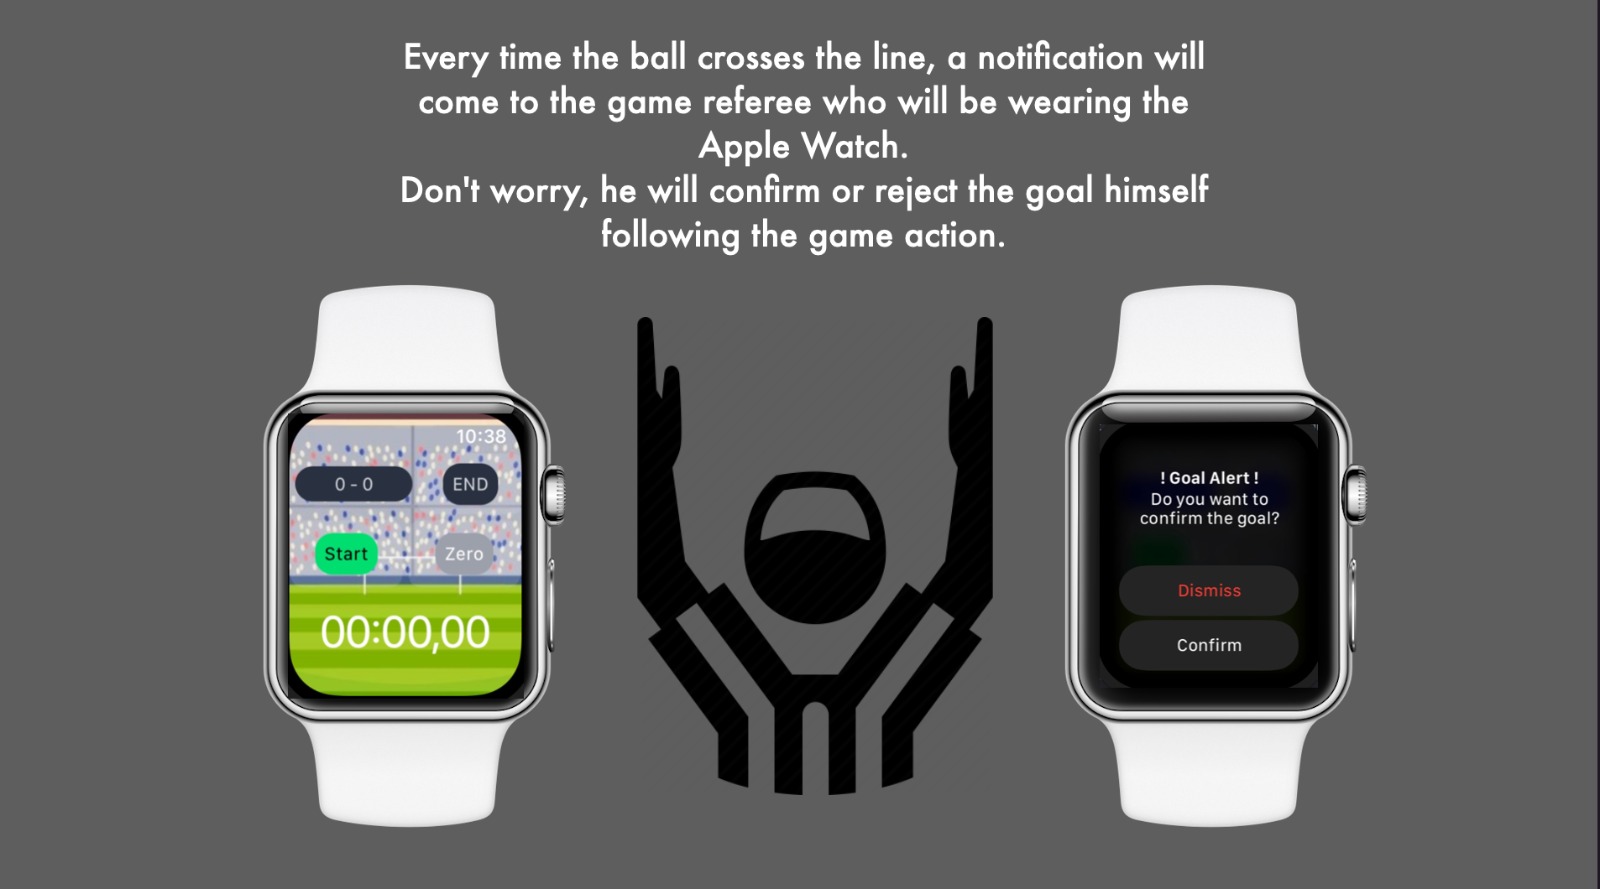 Every time the ball crosses the line, a notification will
come to the game referee who will be wearing the
Apple Watch.
Don't worry, he will confirm or reject the goal himself
following the game action.
10:38
0 - 0
END
Start
Zero
00:00,00
! Goal Alert !
Do you want to
confirm the goal?
Dismiss
Confirm